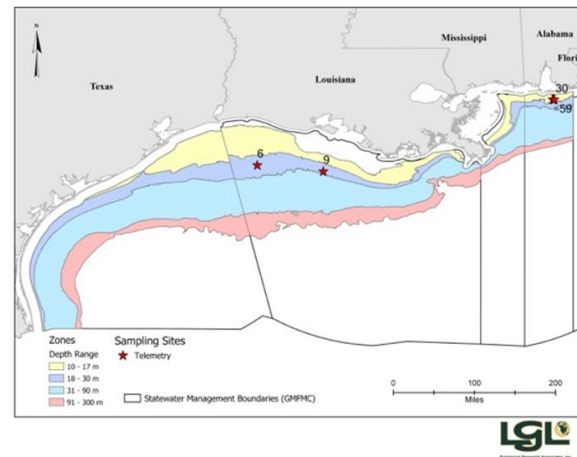 N
Mississippi
Alabama
Flori
Texas
Louisiana
30
59
6
9
Zones
Depth Range
10 - 17 m
18 - 30 m
31 - 90 m
91 - 300 m
Sampling Sites
Telemetry
Statewater Management Boundaries (GMFMC)
0 100 200
Miles
LGL